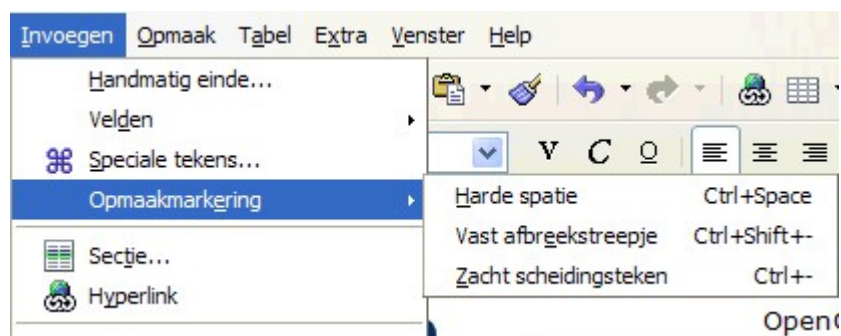 Invoegen Opmaak Tabel Extra Venster Help
Handmatig einde...
Velden
Speciale tekens...
V C O
Opmaakmarkering
Harde spatie Ctrl+Space
Vast afbreekstreepje Ctrl+Shift+-
Sectie...
Zacht scheidingsteken Ctrl+-
Hyperlink
Open